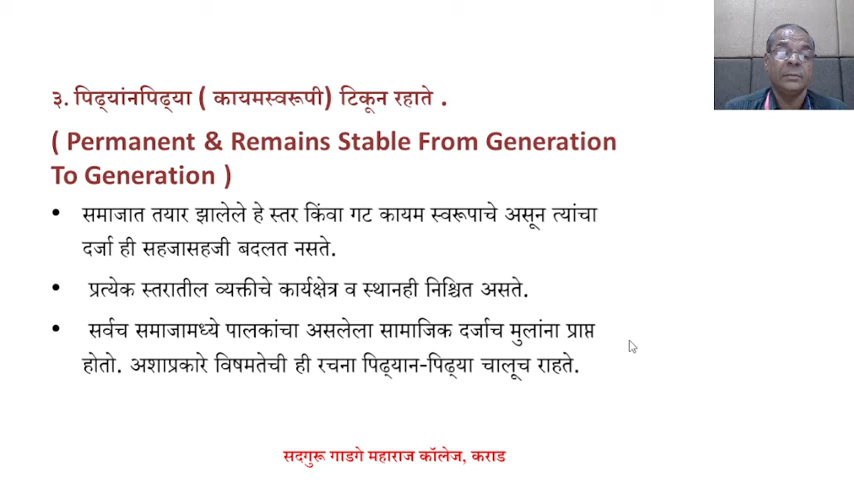 ३. पिढ्यांनपिढ्या ( कायमस्वरूपी) टिकून रहाते .
( Permanent & Remains Stable From Generation
To Generation )
• समाजात तयार झालेले हे स्तर किंवा गट कायम स्वरूपाचे असून त्यांचा
दर्जा ही सहजासहजी बदलत नसते.
• प्रत्येक स्तरातील व्यक्तीचे कार्यक्षेत्र व स्थानही निश्चित असते.
• सर्वच समाजामध्ये पालकांचा असलेला सामाजिक दर्जाच मुलांना प्राप्त
होतो. अशाप्रकारे विषमतेची ही रचना पिढ्यान-पिढ्या चालूच राहते.
सदगुरू गाडगे महाराज कॉलेज, कराड